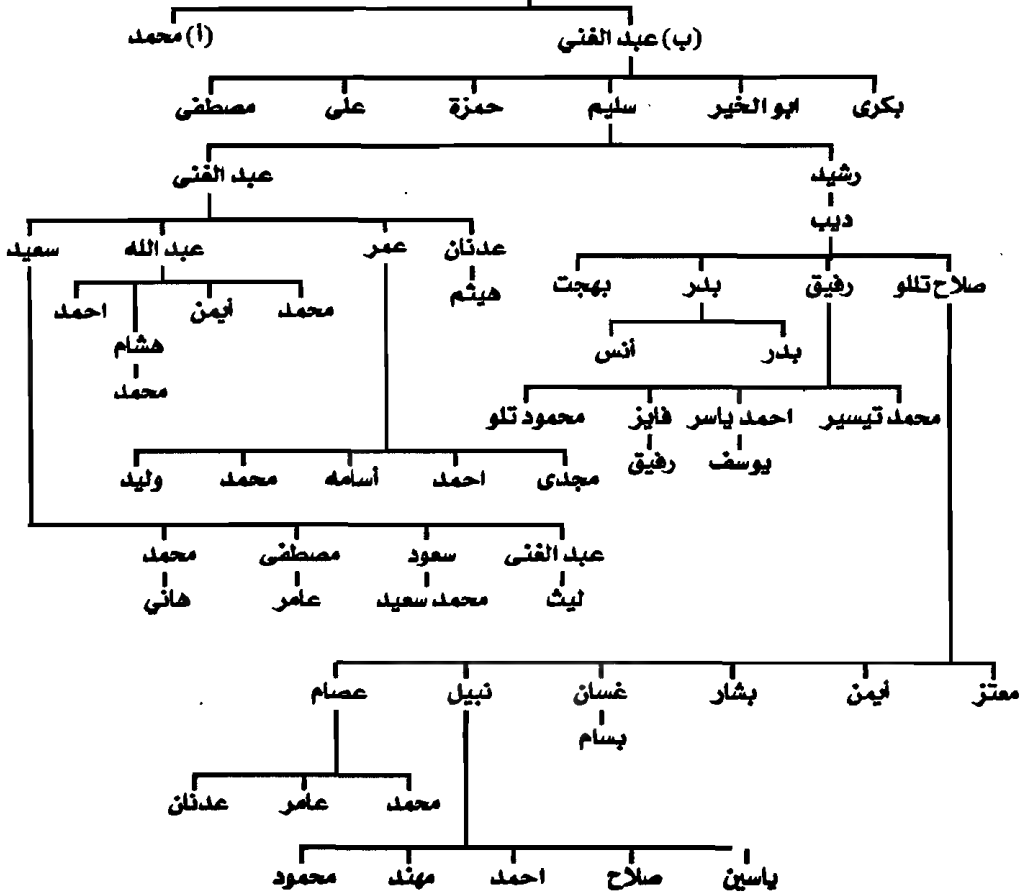 (أ) محمد
(ب) عبد الغني
بكرى ابو الخير سليم حمزة على مصطفى
رشيد عبد الغنى
ديب
عدنان عمر عبد الله سعيد
هيثم
صلاح تللو رفيق بدر بهجت
محمد أيمن هشام احمد
محمد
بدر أنس
محمد تيسير احمد ياسر فايز محمود تلو
يوسف رفيق
مجدى احمد أسامه محمد وليد
عبد الغنى سعود مصطفى محمد
ليث محمد سعيد عامر هاني
معتز أيمن بشار غسان نبيل عصام
بسام
محمد عامر عدنان
ياسين صلاح احمد مهند محمود